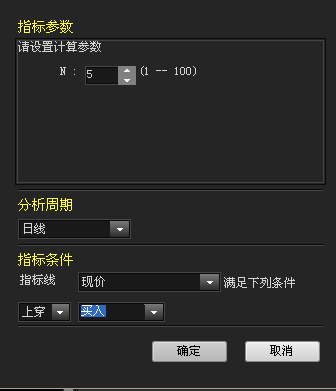 指标参数
请设置计算参数
N : 5 (1 -- 100)
分析周期
日线
指标条件
指标线 现价 满足下列条件
上穿 买入
确定 取消